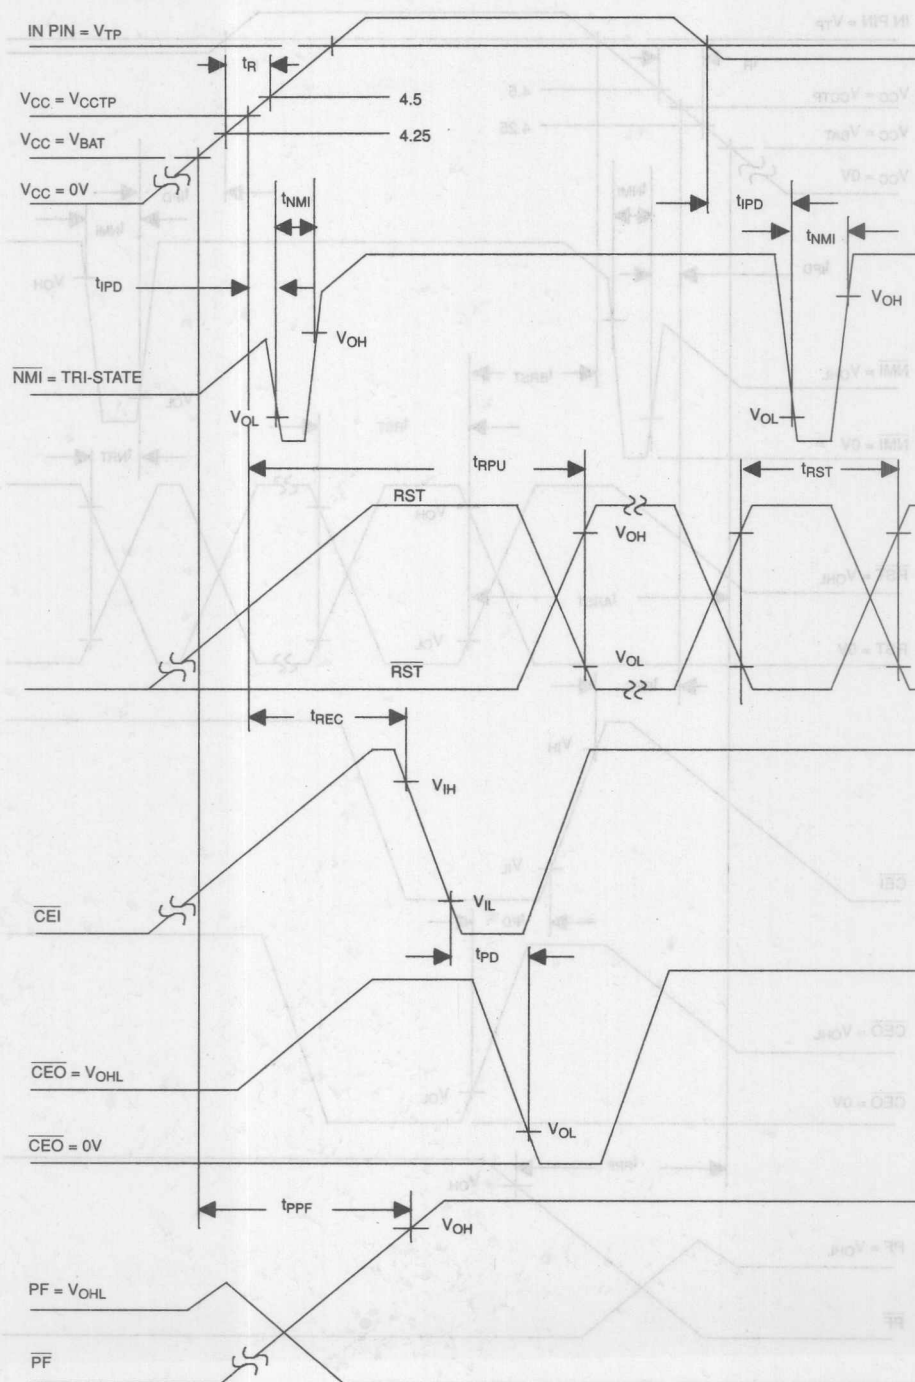 IN PIN = VTP
tR
VCC = VCCTP
4.5
4.25
VCC = VBAT
VCC = 0V
tNMI
tIPD
tNMI
tIPD
VOH
VOH
NMI = TRI-STATE
VOL
VOL
tRPU
tRST
RST
VOH
VOL
RST
tREC
VIH
CEI
VIL
tPD
CEO = VOHL
VOL
CEO = 0V
tPPF
VOH
PF = VOHL
PF